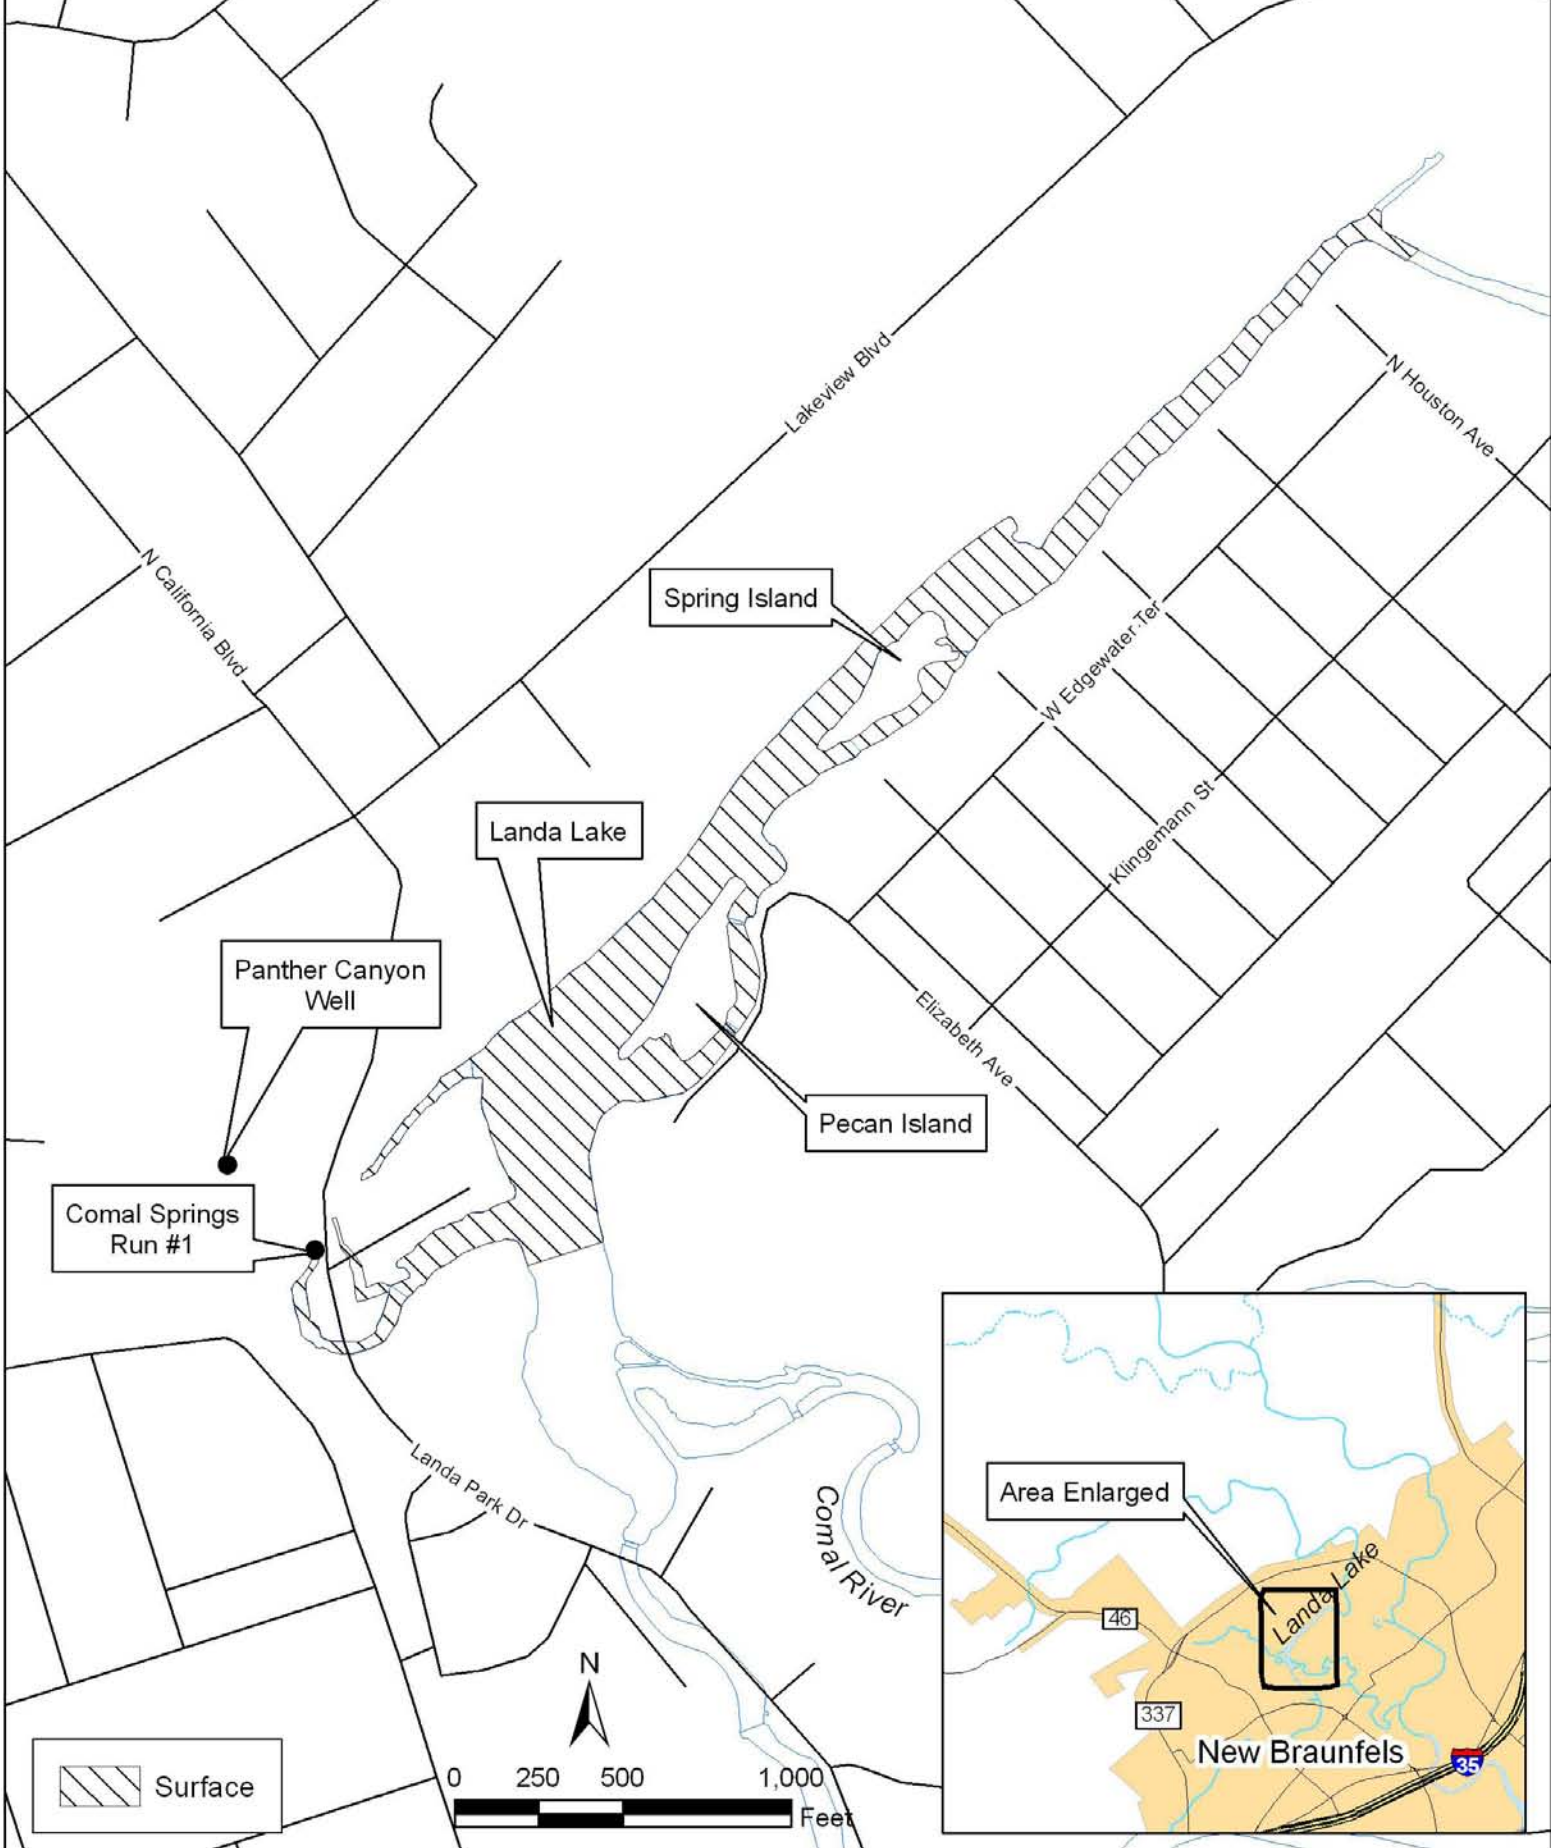 Lakeview Blvd
N Houston Ave
N California Blvd
Spring Island
W Edgewater Ter
Klingemann St
Landa Lake
Panther Canyon
Well
Elizabeth Ave
Pecan Island
Comal Springs
Run #1
Landa Park Dr
Comal River
Area Enlarged
Landa Lake
46
337
New Braunfels
35
N
0 250 500 1,000
Feet
Surface